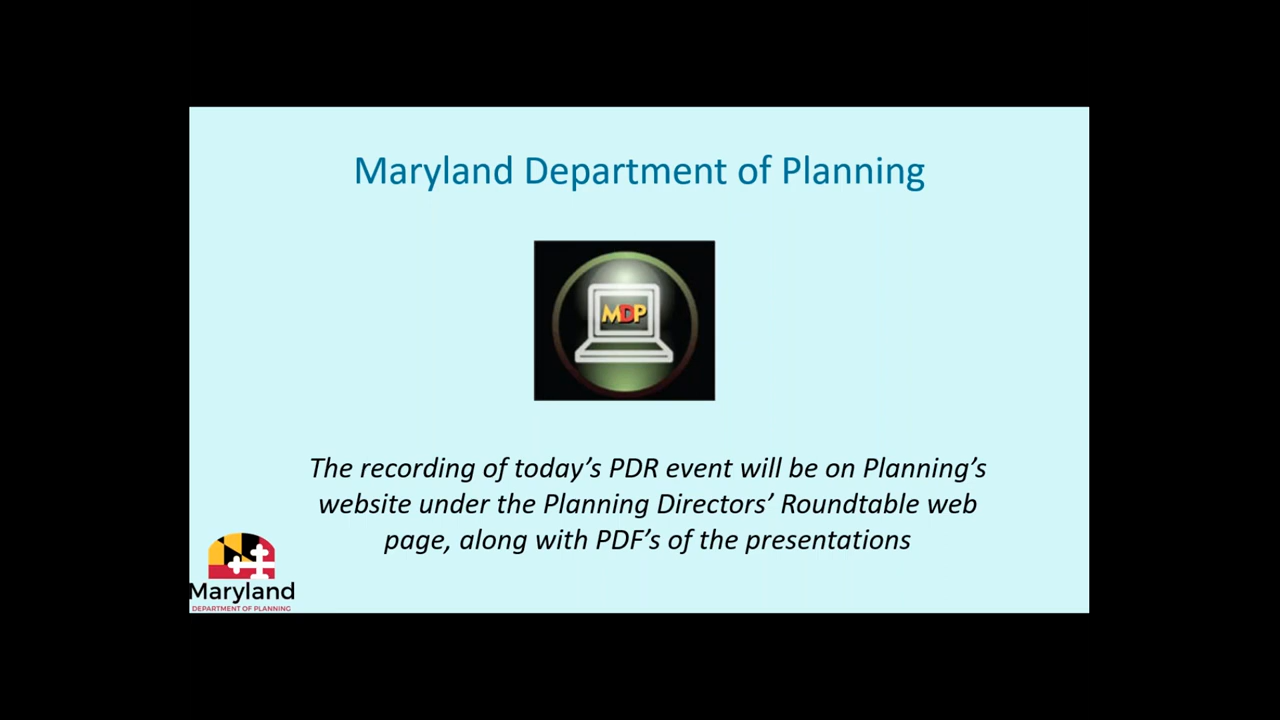 Maryland Department of Planning
MDP
The recording of today’s PDR event will be on Planning’s
website under the Planning Directors’ Roundtable web
page, along with PDF’s of the presentations
Maryland
DEPARTMENT OF PLANNING